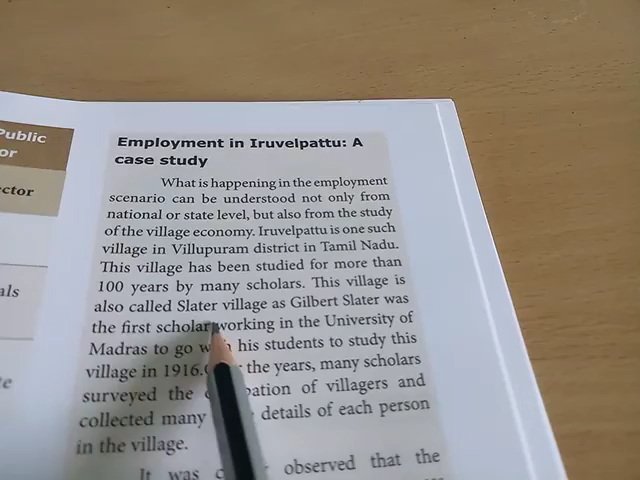 Public
or
ector
als
te
Employment in Iruvelpattu: A
case study
What is happening in the employment
scenario can be understood not only from
national or state level, but also from the study
of the village economy. Iruvelpattu is one such
village in Villupuram district in Tamil Nadu.
This village has been studied for more than
100 years by many scholars. This village is
also called Slater village as Gilbert Slater was
the first scholar working in the University of
Madras to go his students to study this
village in 1916. the years, many scholars
surveyed the of villagers and
collected many details of each person
in the village.
It was observed that the